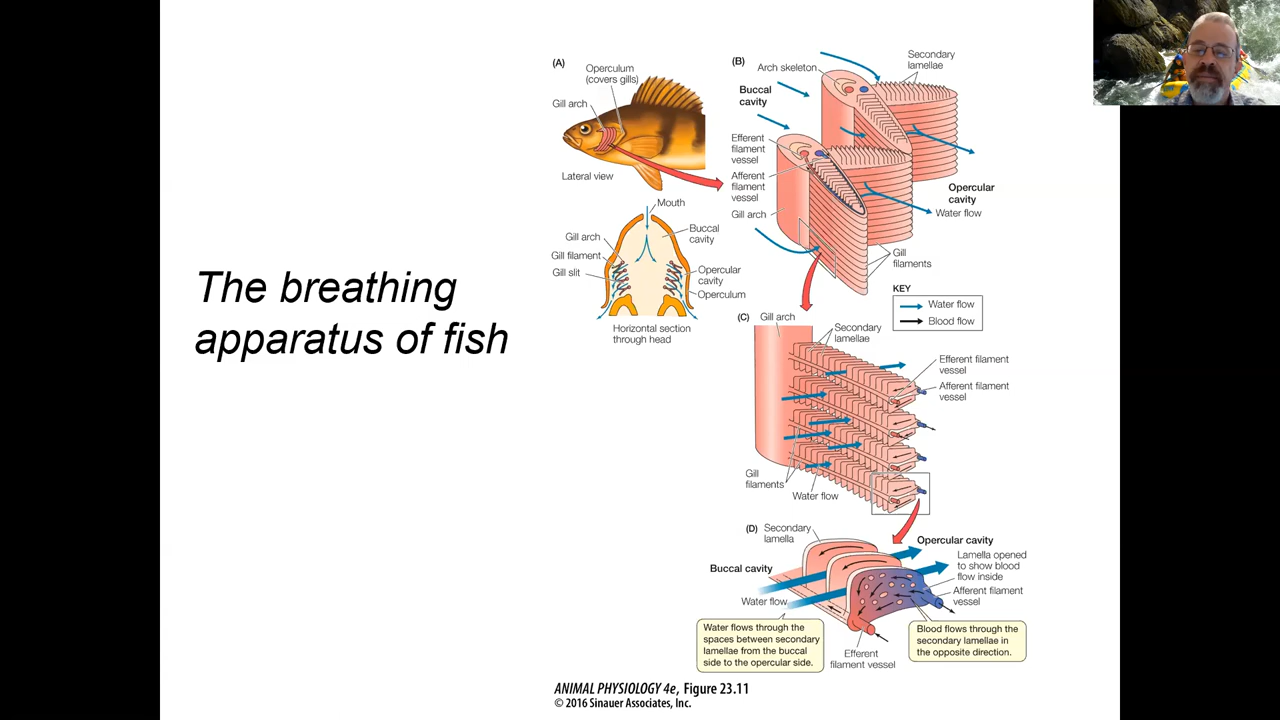 The breathing
apparatus of fish
(A)
Operculum
(covers gills)
Gill arch
Lateral view
Mouth
Gill arch
Buccal
cavity
Gill filament
Gill slit
Opercular
cavity
Operculum
Horizontal section
through head
(B)
Secondary
lamellae
Arch skeleton
Buccal
cavity
Efferent
filament
vessel
Afferent
filament
vessel
Gill arch
Opercular
cavity
Water flow
Gill
filaments
KEY
Water flow
Blood flow
(C)
Gill arch
Secondary
lamellae
Efferent filament
vessel
Afferent filament
vessel
Gill
filaments
Water flow
(D)
Secondary
lamella
Opercular cavity
Lamella opened
to show blood
flow inside
Buccal cavity
Afferent filament
vessel
Water flow
Water flows through the
spaces between secondary
lamellae from the buccal
side to the opercular side.
Blood flows through the
secondary lamellae in
the opposite direction.
Efferent
filament vessel
ANIMAL PHYSIOLOGY 4e, Figure 23.11
© 2016 Sinauer Associates, Inc.